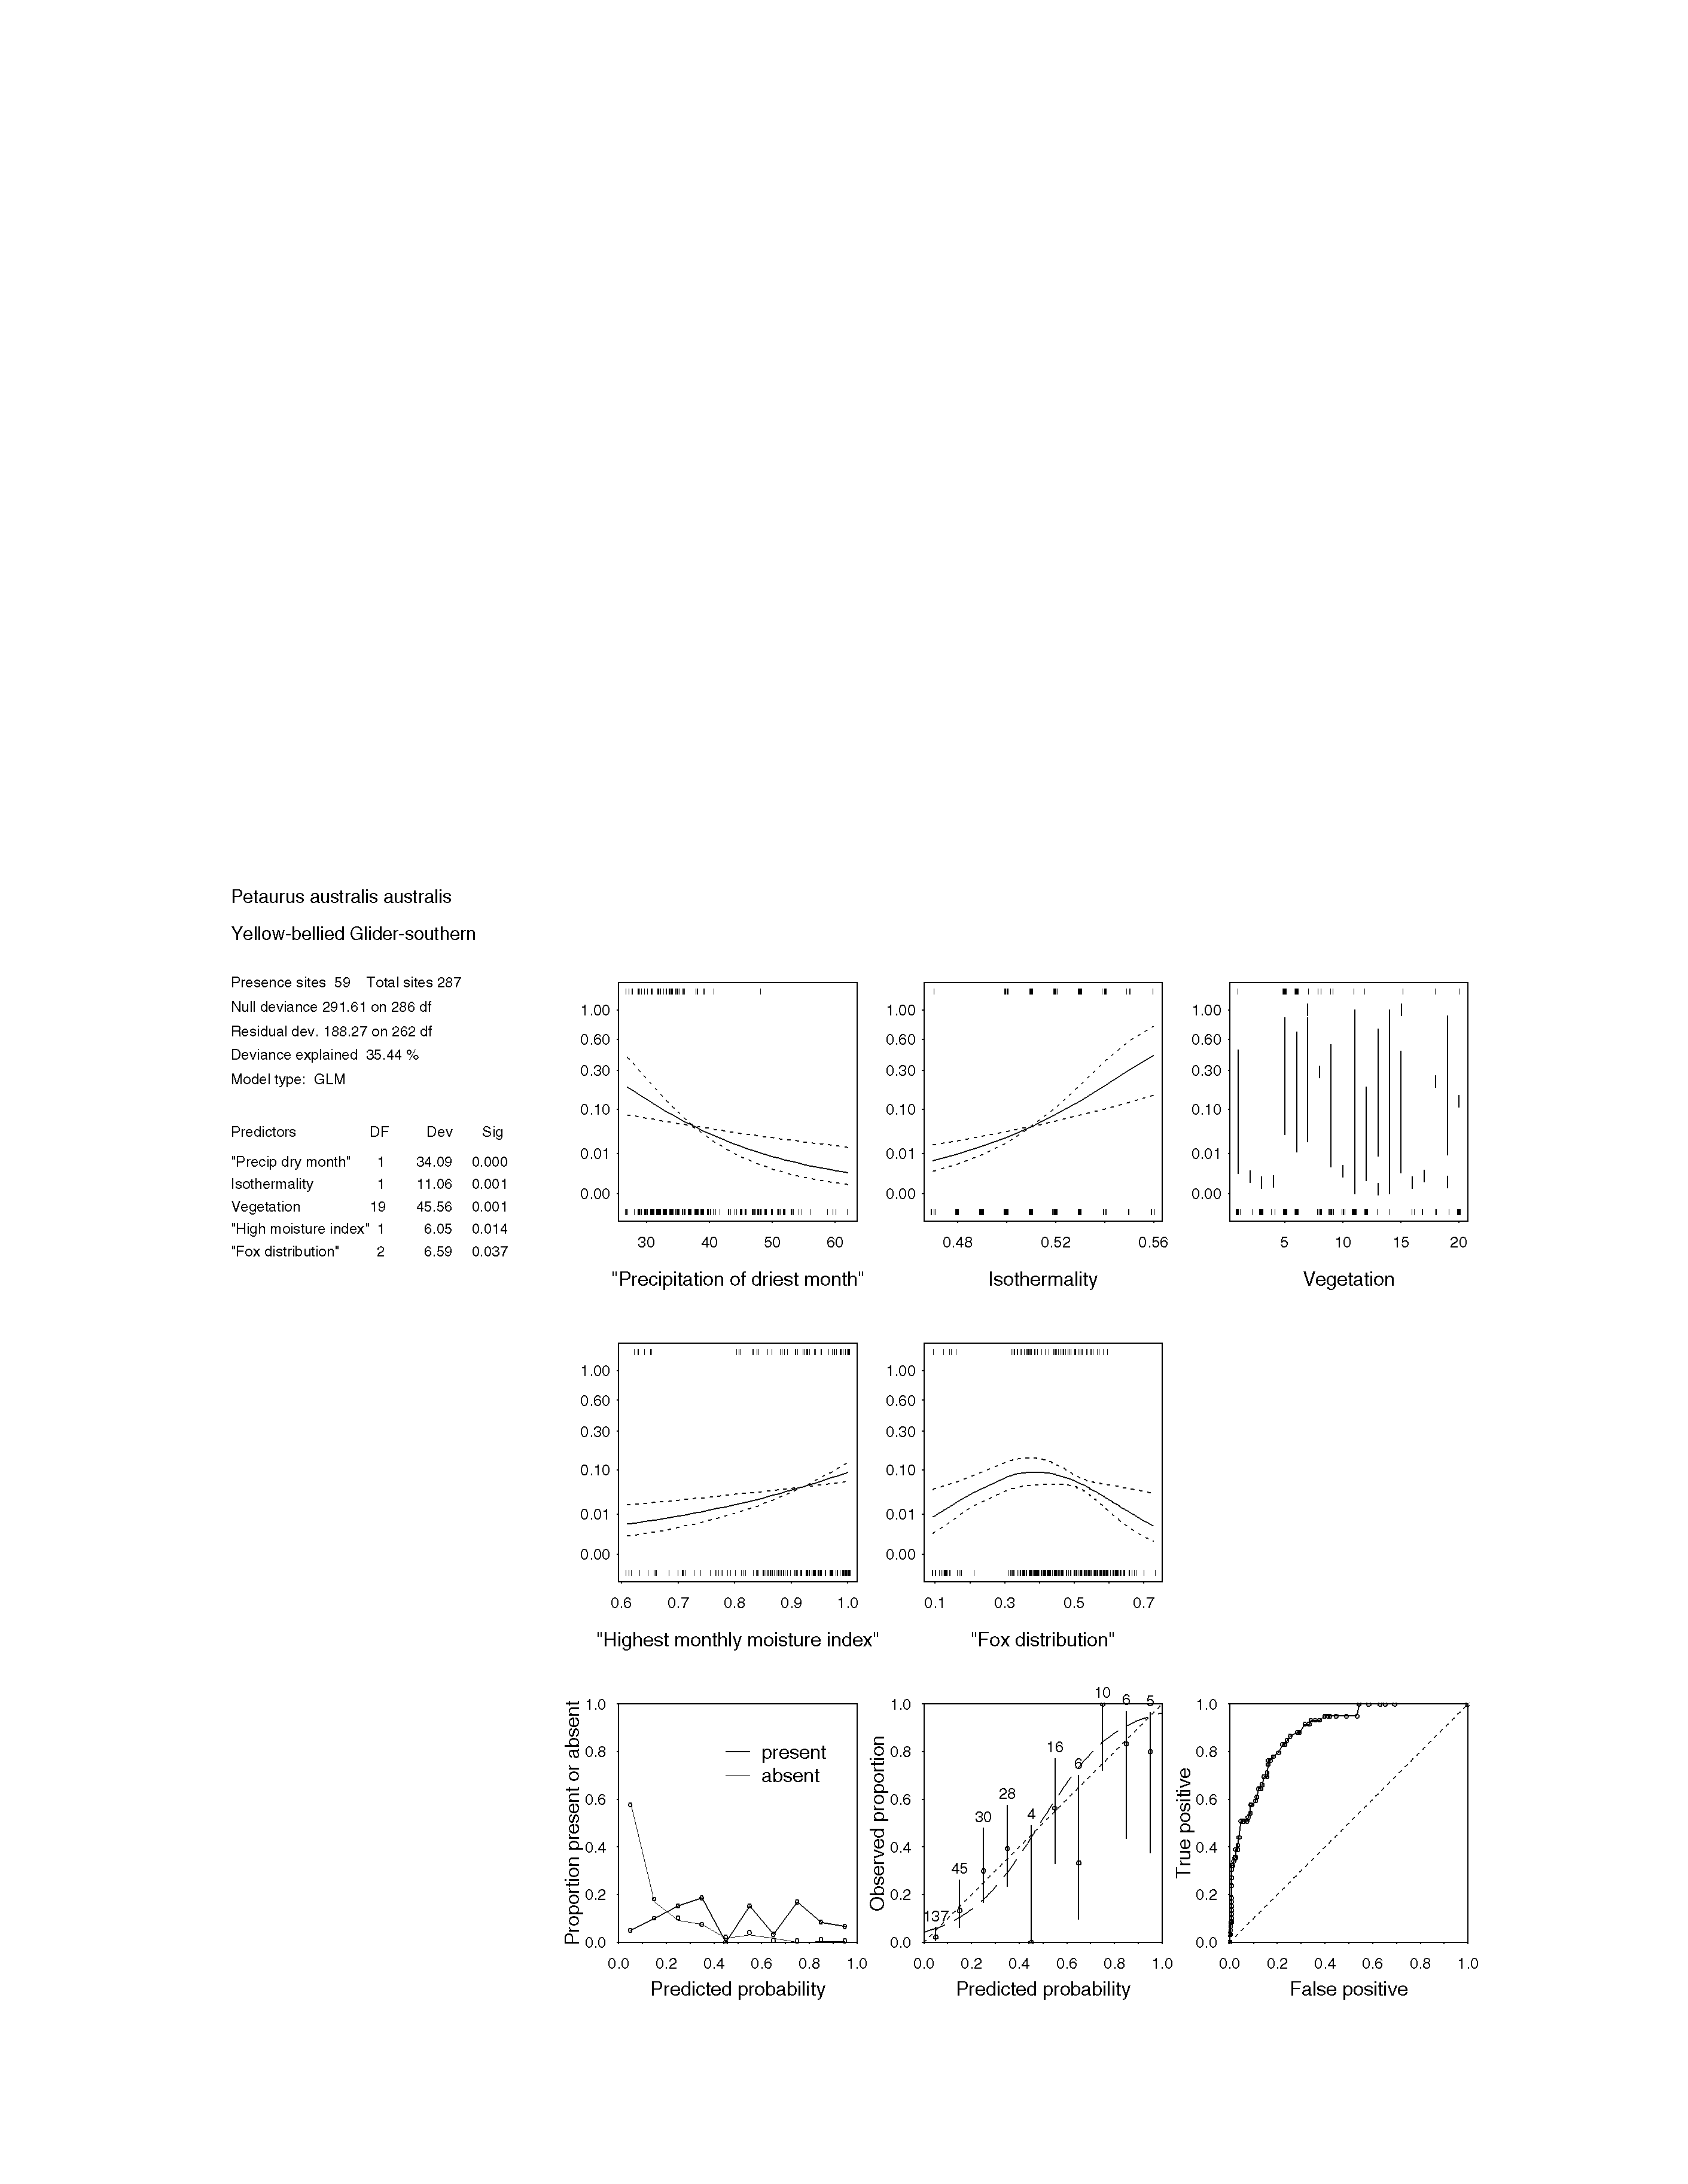 Petaurus australis australis
Yellow-bellied Glider-southern
Presence sites 59 Total sites 287
Null deviance 291.61 on 286 df
Residual dev. 188.27 on 262 df
Deviance explained 35.44 %
Model type: GLM
Predictors DF Dev Sig
"Precip dry month" 1 34.09 0.000
Isothermality 1 11.06 0.001
Vegetation 19 45.56 0.001
"High moisture index" 1 6.05 0.014
"Fox distribution" 2 6.59 0.037
1.00
0.60
0.30
0.10
0.01
0.00
30 40 50 60
"Precipitation of driest month"
1.00
0.60
0.30
0.10
0.01
0.00
0.48 0.52 0.56
Isothermality
1.00
0.60
0.30
0.10
0.01
0.00
5 10 15 20
Vegetation
1.00
0.60
0.30
0.10
0.01
0.00
0.6 0.7 0.8 0.9 1.0
"Highest monthly moisture index"
1.00
0.60
0.30
0.10
0.01
0.00
0.1 0.3 0.5 0.7
"Fox distribution"
Proportion present or absent
1.0
0.8
0.6
0.4
0.2
0.0
present
absent
0.0 0.2 0.4 0.6 0.8 1.0
Predicted probability
Observed proportion
1.0
0.8
0.6
0.4
0.2
0.0
137 45 30 28 4 16 6 10 6 5
0.0 0.2 0.4 0.6 0.8 1.0
Predicted probability
True positive
1.0
0.8
0.6
0.4
0.2
0.0
0.0 0.2 0.4 0.6 0.8 1.0
False positive